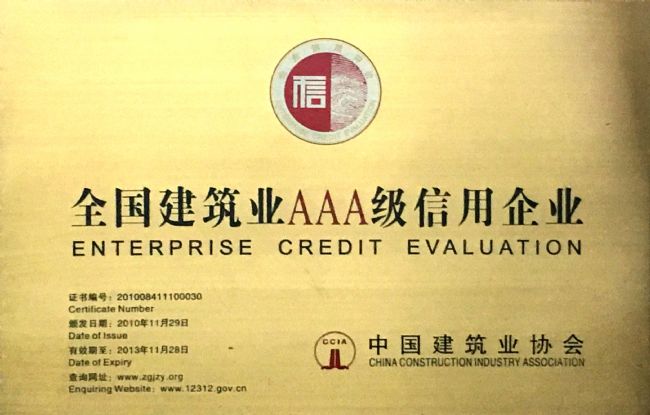 信
全国建筑业AAA级信用企业
ENTERPRISE CREDIT EVALUATION
证书编号：201008411100030
Certificate Number
颁发日期：2010年11月29日
Date of Issue
有效期至：2013年11月28日
Date of Expiry
查询网址：www.zgjzy.org
Enquiring Website：www.12312.gov.cn
CCIA
中国建筑业协会
CHINA CONSTRUCTION INDUSTRY ASSOCIATION